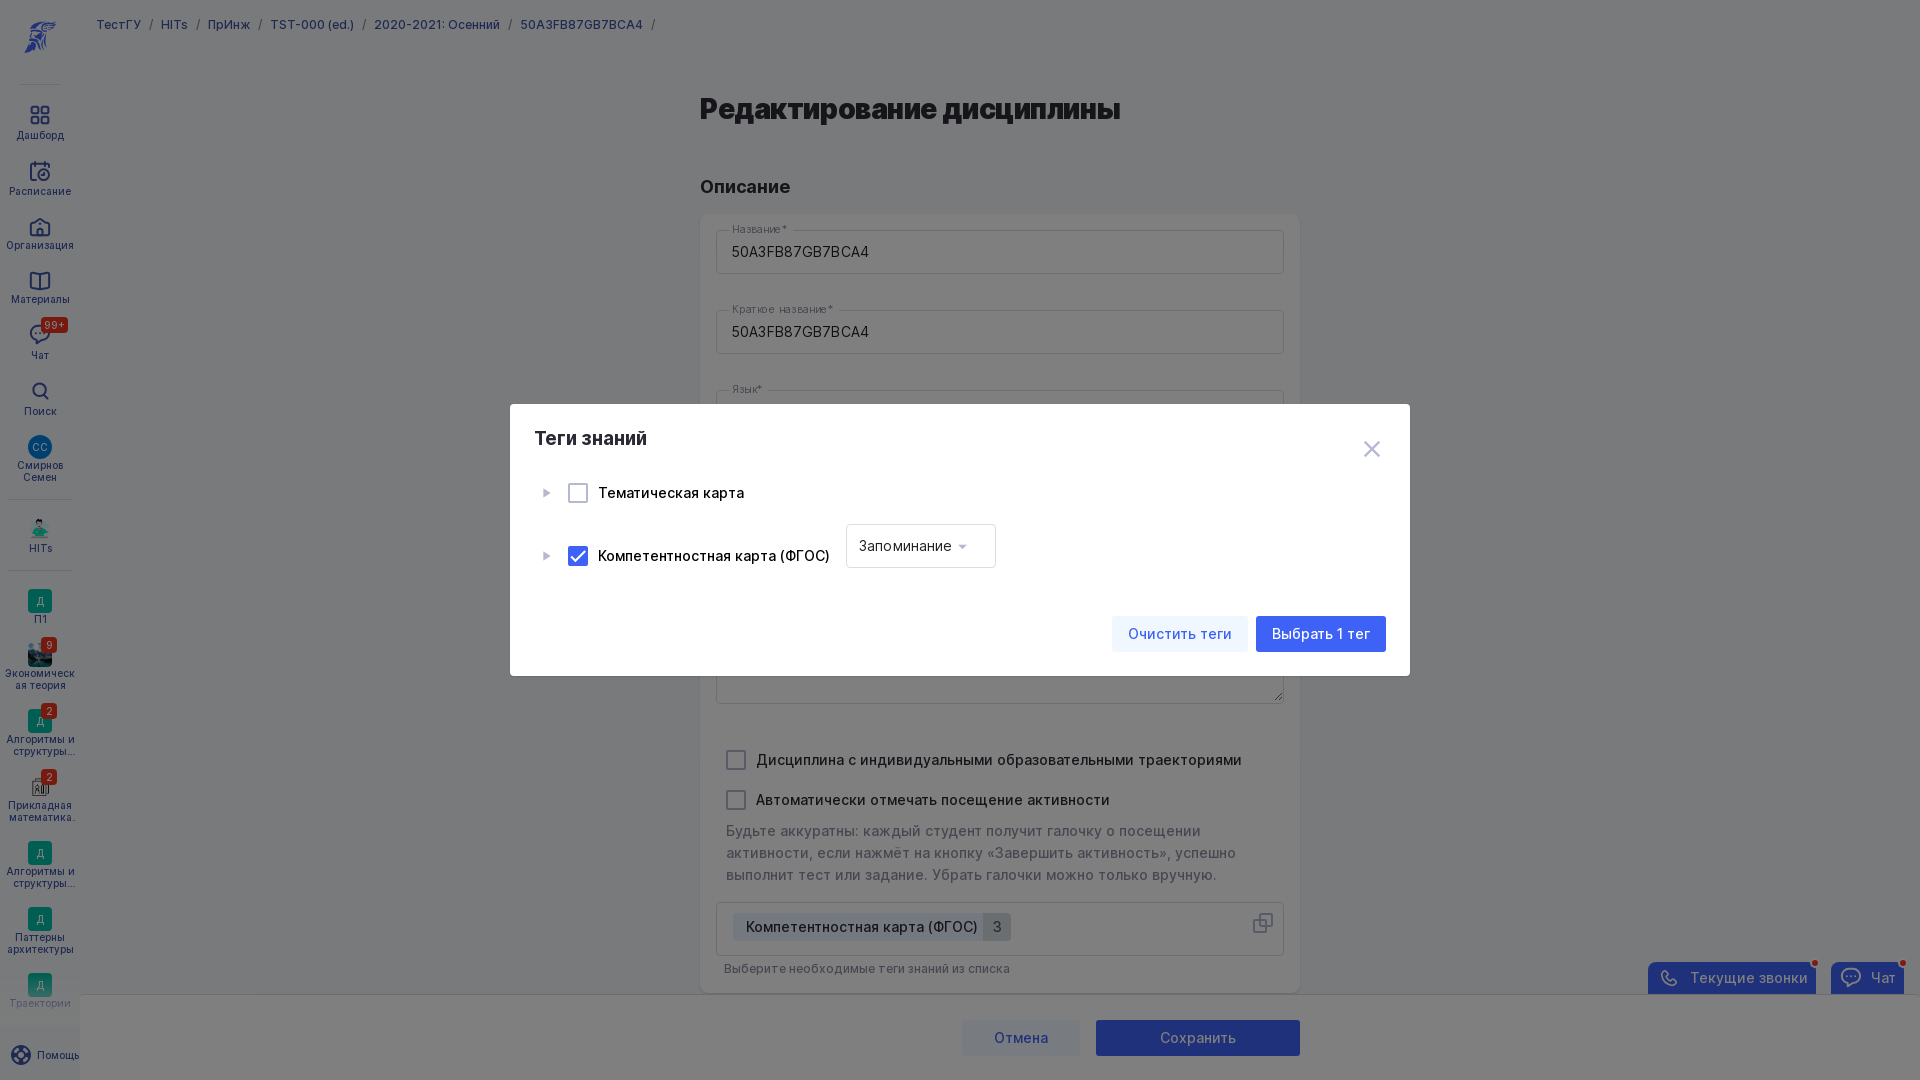 ТестГУ / HITs / ПрИнж / TST-000 (ed.) / 2020-2021: Осенний / 50A3FB87GB7BCA4 /
Дашборд
Расписание
Организация
Материалы
99+
Чат
Поиск
СС
Смирнов
Семен
HITs
Д
П1
9
Экономическ
ая теория
Д
2
Алгоритмы и
структуры...
2
Прикладная
математика.
Д
Алгоритмы и
структуры...
Д
Паттерны
архитектуры
Д
Траектории
Помощь
Редактирование дисциплины
Описание
Название*
50A3FB87GB7BCA4
Краткое название*
50A3FB87GB7BCA4
Язык*
Теги знаний
Тематическая карта
Компетентностная карта (ФГОС)
Запоминание
Очистить теги
Выбрать 1 тег
Дисциплина с индивидуальными образовательными траекториями
Автоматически отмечать посещение активности
Будьте аккуратны: каждый студент получит галочку о посещении
активности, если нажмёт на кнопку «Завершить активность», успешно
выполнит тест или задание. Убрать галочки можно только вручную.
Компетентностная карта (ФГОС) 3
Выберите необходимые теги знаний из списка
Текущие звонки
Чат
Отмена
Сохранить